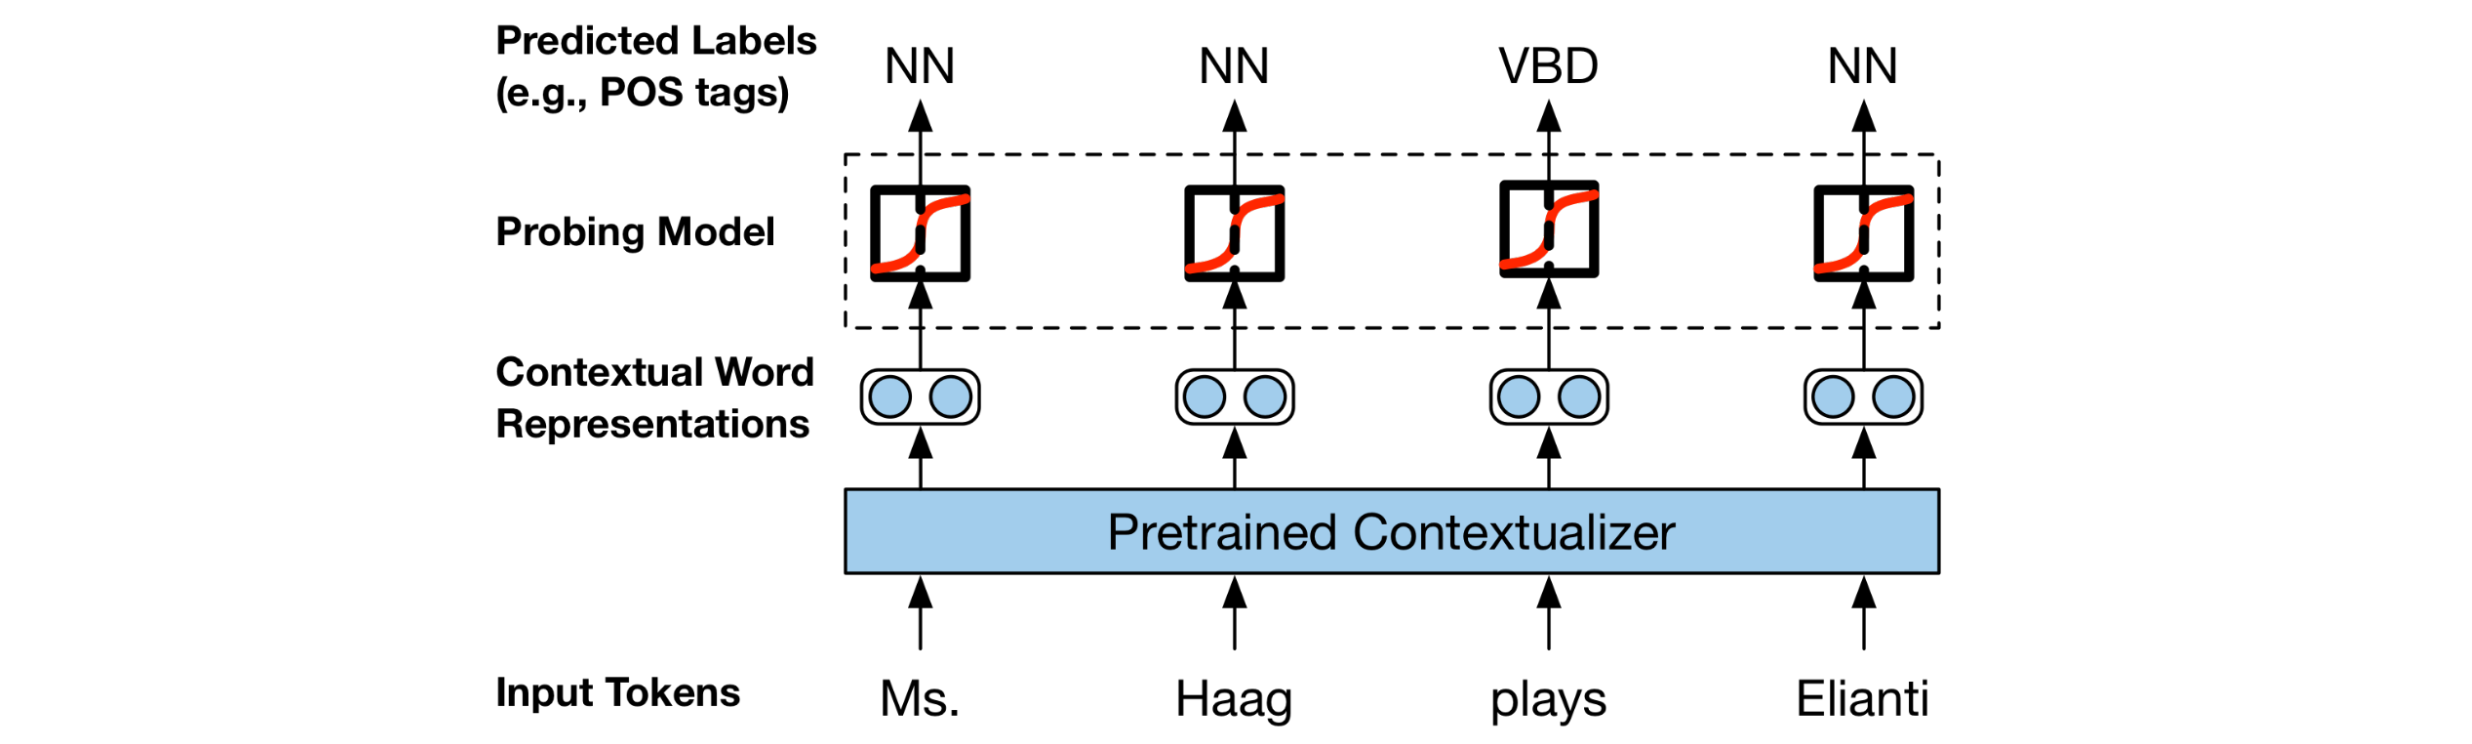 Predicted Labels
(e.g., POS tags)
NN NN VBD NN
Probing Model
Contextual Word
Representations
Pretrained Contextualizer
Input Tokens
Ms. Haag plays Elianti